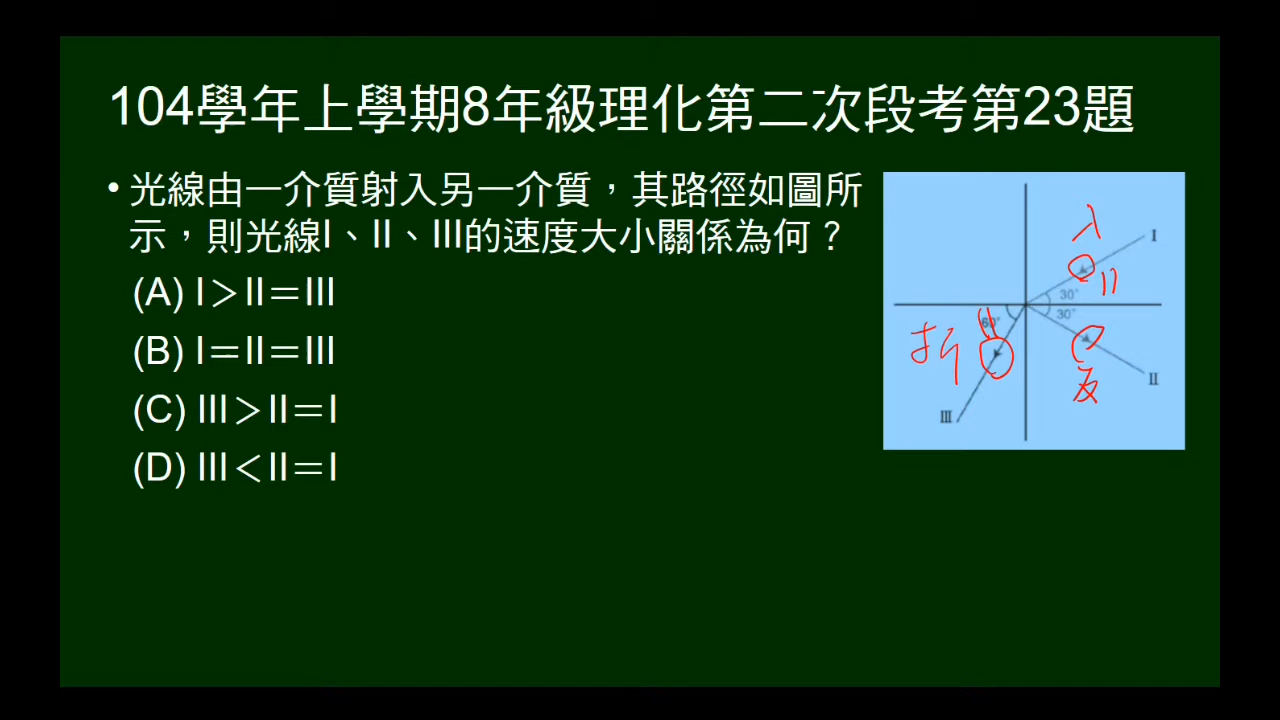 104學年上學期8年級理化第二次段考第23題
• 光線由一介質射入另一介質，其路徑如圖所
示，則光線I、II、III的速度大小關係為何？
(A) I＞II＝III
(B) I＝II＝III
(C) III＞II＝I
(D) III＜II＝I
入
I
30°
30°
60°
折
反
II
III